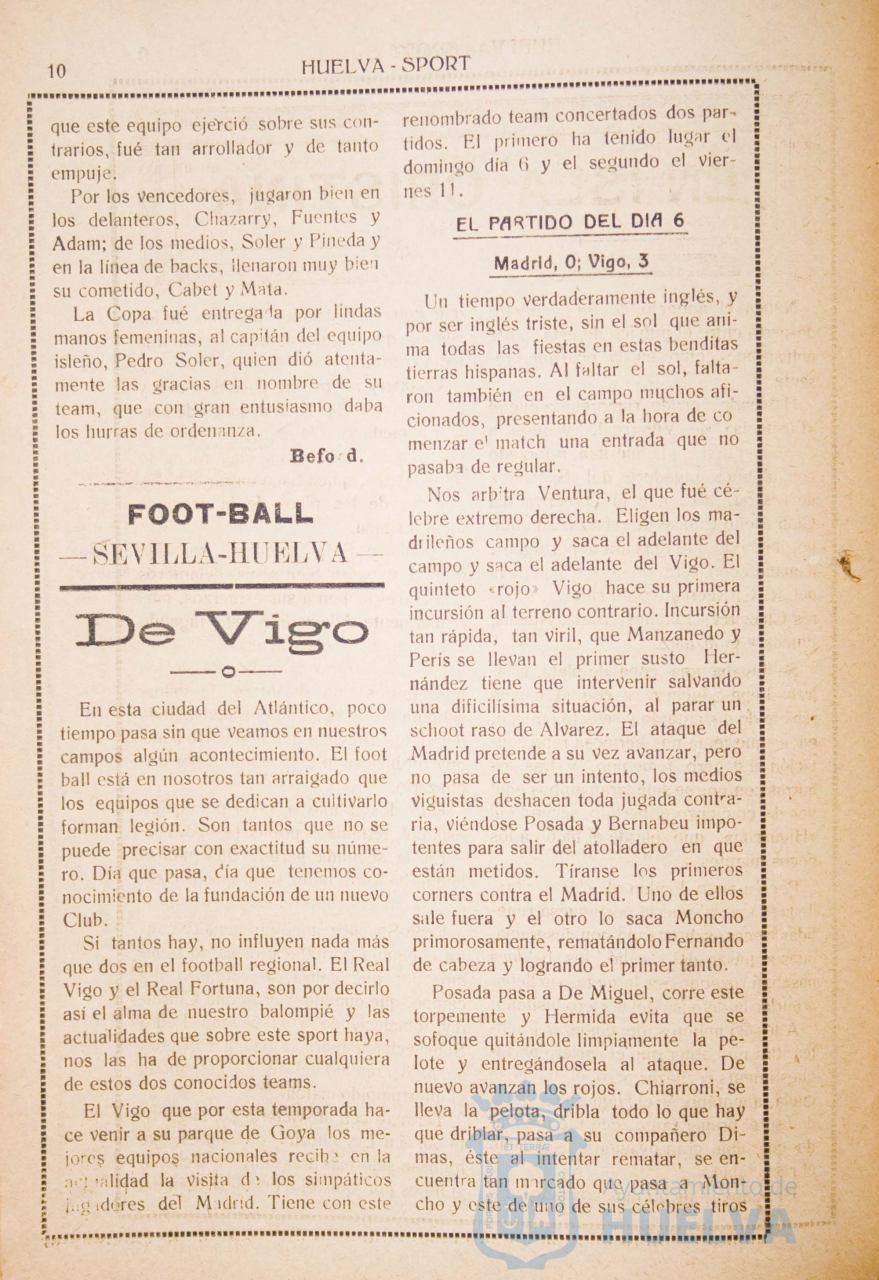 10
HUELVA - SPORT
que este equipo ejerció sobre sus con-
trarios, fué tan arrollador y de tanto
empuje.
Por los vencedores, jugaron bien en
los delanteros, Chazarry, Fuentes y
Adam; de los medios, Soler y Pineda y
en la línea de backs, llenaron muy bien
su cometido, Cabet y Mata.
La Copa fué entregada por lindas
manos femeninas, al capitán del equipo
isleño, Pedro Soler, quien dió atenta-
mente las gracias en nombre de su
team, que con gran entusiasmo daba
los hurras de ordenanza.
Befo d.
FOOT-BALL
— SEVILLA-HUELVA —
De Vigo
En esta ciudad del Atlántico, poco
tiempo pasa sin que veamos en nuestros
campos algún acontecimiento. El foot
ball está en nosotros tan arraigado que
los equipos que se dedican a cultivarlo
forman legión. Son tantos que no se
puede precisar con exactitud su núme-
ro. Día que pasa, día que tenemos co-
nocimiento de la fundación de un nuevo
Club.
Si tantos hay, no influyen nada más
que dos en el football regional. El Real
Vigo y el Real Fortuna, son por decirlo
así el alma de nuestro balompié y las
actualidades que sobre este sport haya,
nos las ha de proporcionar cualquiera
de estos dos conocidos teams.
El Vigo que por esta temporada ha-
ce venir a su parque de Goya los me-
jores equipos nacionales recibe en la
actualidad la visita de los simpáticos
jugadores del Madrid. Tiene con este
renombrado team concertados dos par-
tidos. El primero ha tenido lugar el
domingo día 6 y el segundo el vier-
nes 11.
EL PARTIDO DEL DIA 6
Madrid, 0; Vigo, 3
Un tiempo verdaderamente inglés, y
por ser inglés triste, sin el sol que ani-
ma todas las fiestas en estas benditas
tierras hispanas. Al faltar el sol, falta-
ron también en el campo muchos afi-
cionados, presentando a la hora de co
menzar el match una entrada que no
pasaba de regular.
Nos arbitra Ventura, el que fué cé-
lebre extremo derecha. Eligen los ma-
drileños campo y saca el adelante del
campo y saca el adelante del Vigo. El
quinteto «rojo» Vigo hace su primera
incursión al terreno contrario. Incursión
tan rápida, tan viril, que Manzanedo y
Perís se llevan el primer susto Her-
nández tiene que intervenir salvando
una dificilísima situación, al parar un
schoot raso de Alvarez. El ataque del
Madrid pretende a su vez avanzar, pero
no pasa de ser un intento, los medios
viguistas deshacen toda jugada contra-
ria, viéndose Posada y Bernabeu impo-
tentes para salir del atolladero en que
están metidos. Tíranse los primeros
corners contra el Madrid. Uno de ellos
sale fuera y el otro lo saca Moncho
primorosamente, rematándolo Fernando
de cabeza y logrando el primer tanto.
Posada pasa a De Miguel, corre este
torpemente y Hermida evita que se
sofoque quitándole limpiamente la pe-
lote y entregándosela al ataque. De
nuevo avanzan los rojos. Chiarroni, se
lleva la pelota, dribla todo lo que hay
que driblar, pasa a su compañero Di-
mas, éste al intentar rematar, se en-
cuentra tan marcado que pasa a Mon-
cho y este de uno de sus célebres tiros
Ayuntamiento de
HUELVA